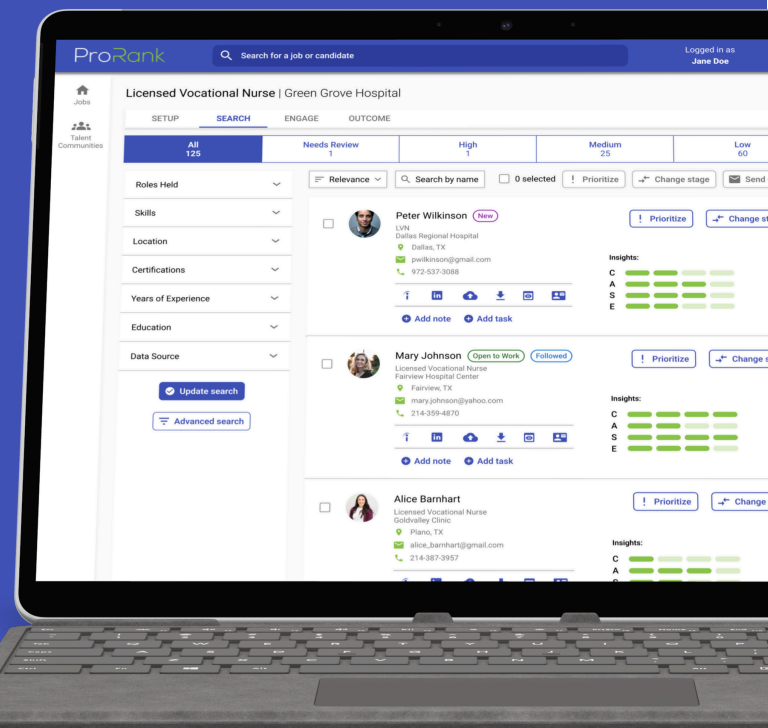 ProRank
Search for a job or candidate
Logged in as
Jane Doe
Jobs
Talent
Communities
Licensed Vocational Nurse | Green Grove Hospital
SETUP SEARCH ENGAGE OUTCOME
All
125
Needs Review
1
High
1
Medium
25
Low
60
Roles Held
Skills
Location
Certifications
Years of Experience
Education
Data Source
Update search
Advanced search
Relevance Search by name 0 selected ! Prioritize Change stage Send
Peter Wilkinson New
LVN
Dallas Regional Hospital
Dallas, TX
pwilkinson@gmail.com
972-537-3088
in
Add note Add task
! Prioritize Change st
Insights:
C
A
S
E
Mary Johnson Open to Work Followed
Licensed Vocational Nurse
Fairview Hospital Center
Fairview, TX
mary.johnson@yahoo.com
214-359-4870
in
Add note Add task
! Prioritize Change s
Insights:
C
A
S
E
Alice Barnhart
Licensed Vocational Nurse
Goldvalley Clinic
Plano, TX
alice_barnhart@gmail.com
214-387-3957
! Prioritize Change
Insights:
C
A